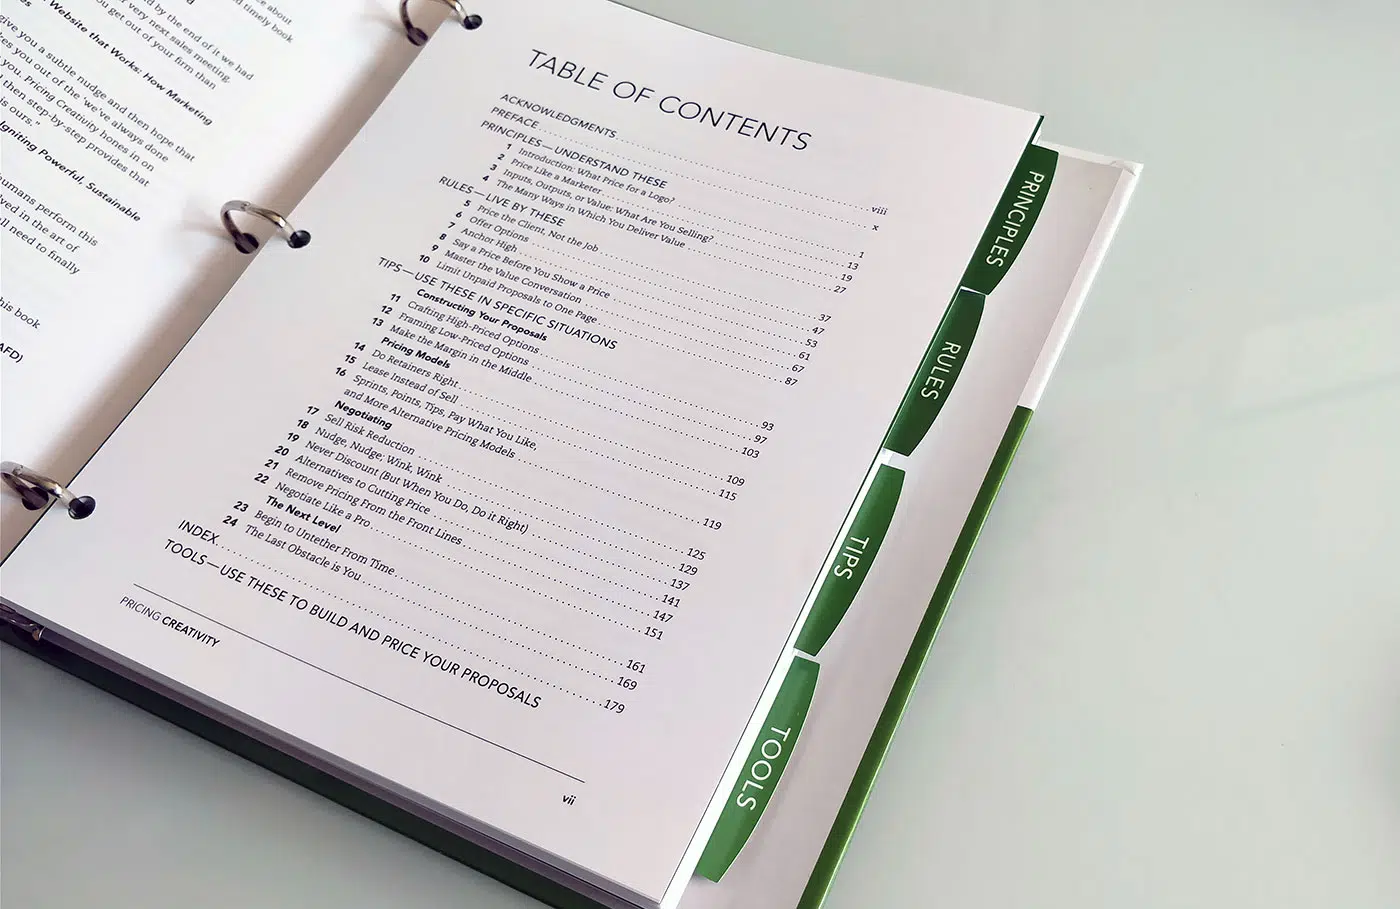 e about
d timely book
d by the end of it we had
r very next sales meeting.
u get out of your firm than
Website that Works: How Marketing
give you a subtle nudge and then hope that
es you out of the 'we've always done
you. Pricing Creativity hones in on
then step-by-step provides that
s ours."
Igniting Powerful, Sustainable
umans perform this
ved in the art of
ll need to finally
his book
AFD)
TABLE OF CONTENTS
ACKNOWLEDGMENTS viii
PREFACE x
PRINCIPLES—UNDERSTAND THESE
1 Introduction: What Price for a Logo? 1
2 Price Like a Marketer 13
3 Inputs, Outputs, or Value: What Are You Selling? 19
4 The Many Ways in Which You Deliver Value 27
RULES—LIVE BY THESE
5 Price the Client, Not the Job 37
6 Offer Options 47
7 Anchor High 53
8 Say a Price Before You Show a Price 61
9 Master the Value Conversation 67
10 Limit Unpaid Proposals to One Page 87
TIPS—USE THESE IN SPECIFIC SITUATIONS
Constructing Your Proposals
11 Crafting High-Priced Options 93
12 Framing Low-Priced Options 97
13 Make the Margin in the Middle 103
Pricing Models
14 Do Retainers Right 109
15 Lease Instead of Sell 115
16 Sprints, Points, Tips, Pay What You Like,
and More Alternative Pricing Models 119
Negotiating
17 Sell Risk Reduction 125
18 Nudge, Nudge; Wink, Wink 129
19 Never Discount (But When You Do, Do it Right) 137
20 Alternatives to Cutting Price 141
21 Remove Pricing From the Front Lines 147
22 Negotiate Like a Pro 151
The Next Level
23 Begin to Untether From Time 161
24 The Last Obstacle is You 169
INDEX 179
TOOLS—USE THESE TO BUILD AND PRICE YOUR PROPOSALS
PRICING CREATIVITY
vii
PRINCIPLES
RULES
TIPS
TOOLS